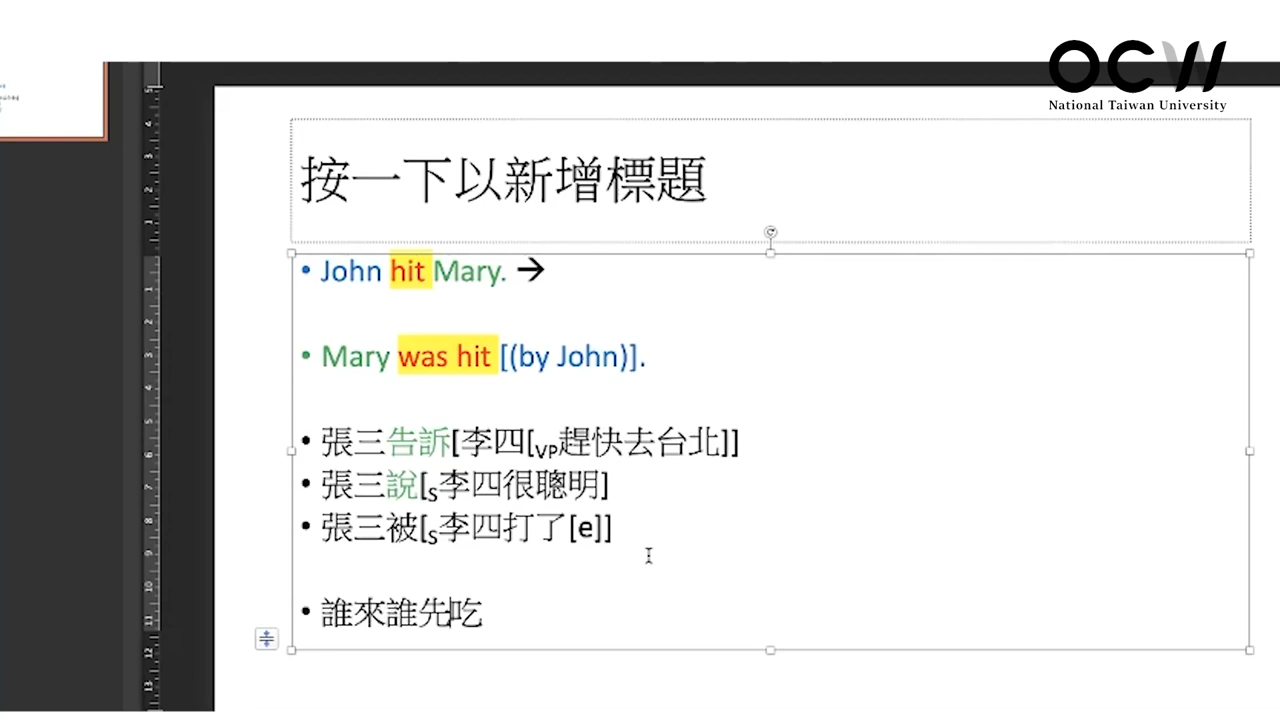 OCW
National Taiwan University
按一下以新增標題
• John hit Mary. →
• Mary was hit [(by John)].
• 張三告訴[李四[VP趕快去台北]]
• 張三說[S李四很聰明]
• 張三被[S李四打了[e]]
• 誰來誰先吃